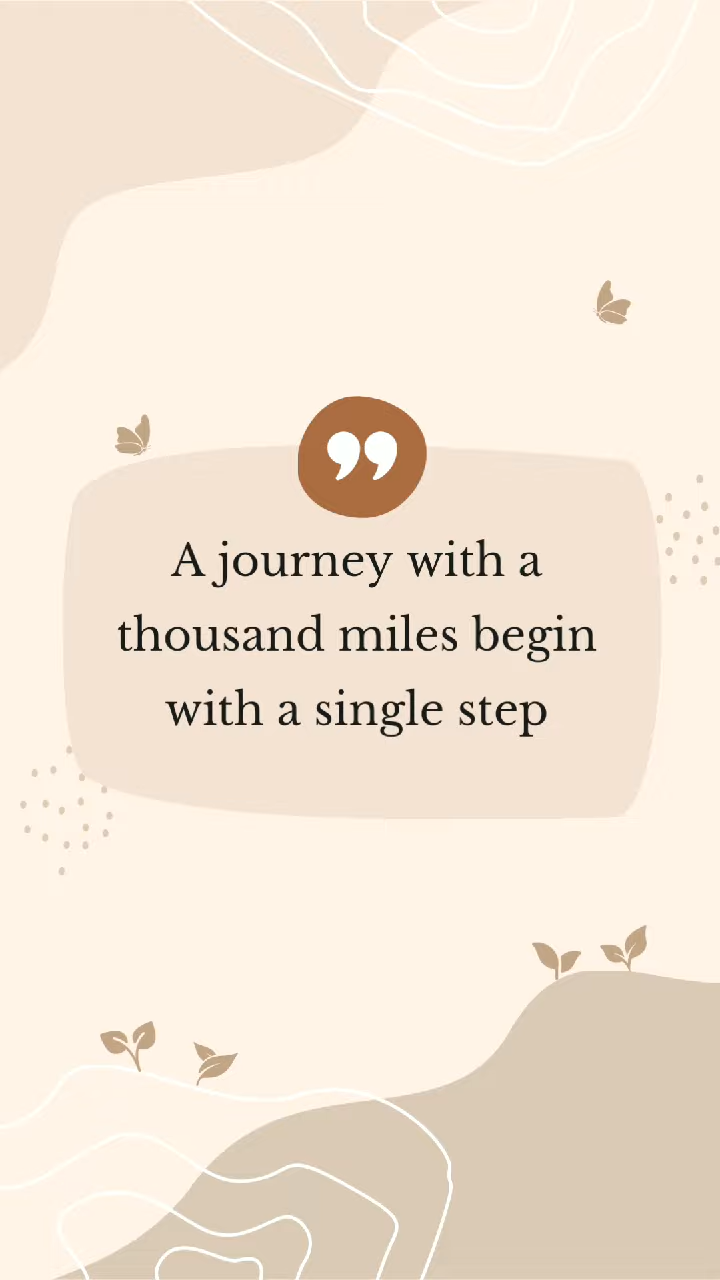 ”
A journey with a
thousand miles begin
with a single step